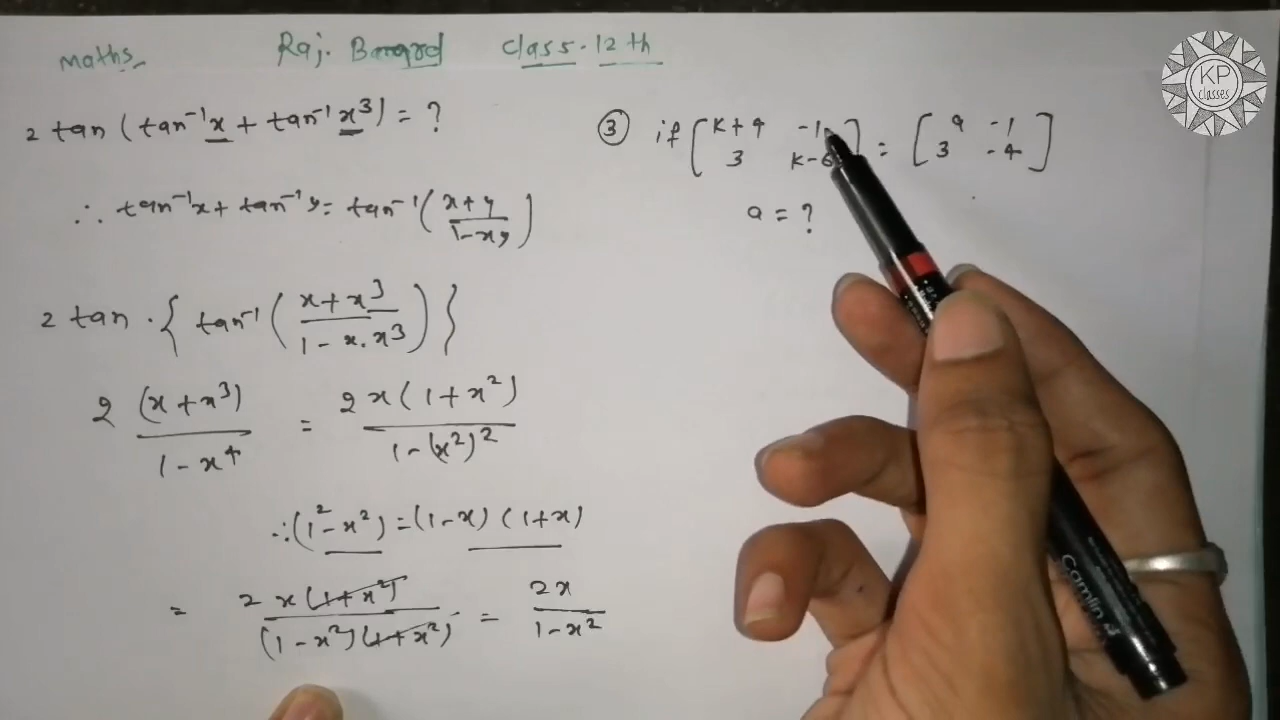 maths
Raj. Board class-12th
2 tan (tan⁻¹x + tan⁻¹x³) = ?
∴ tan⁻¹x + tan⁻¹y = tan⁻¹((x+y)/(1-xy))
2 tan · {tan⁻¹((x+x³)/(1-x.x³))}
2 (x+x³)/(1-x⁴) = 2x(1+x²)/(1-(x²)²)
∴ (1²-x²) = (1-x)(1+x)
= 2x(1+x²)/((1-x²)(1+x²)) = 2x/(1-x²)
③ if [k+4 -1
3 k-6] = [a -1
3 -4]
a = ?
KP
classes
Camlin